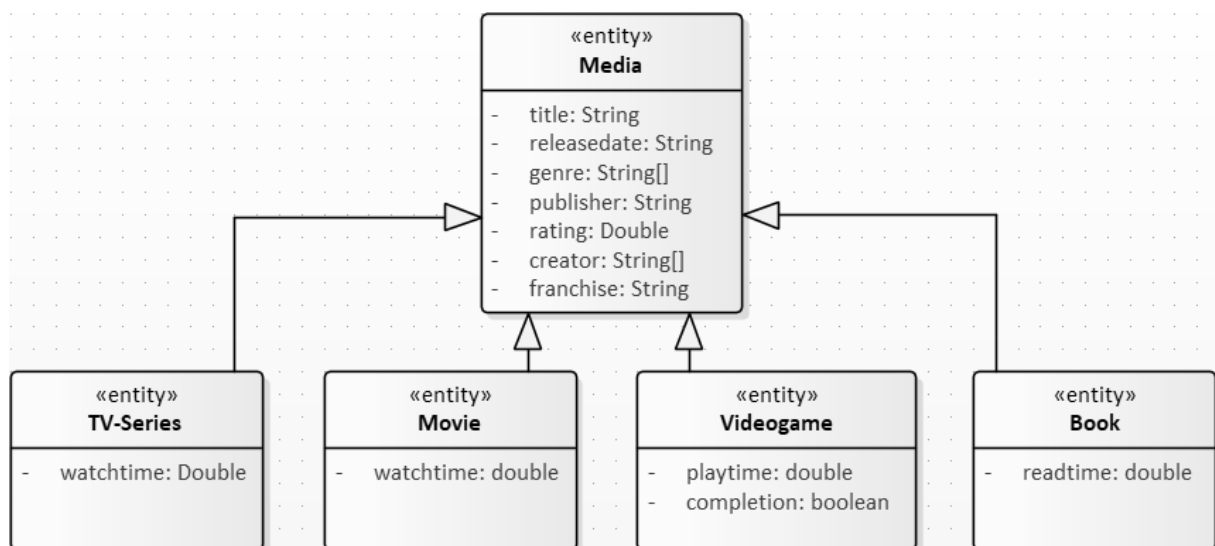 «entity»
Media
- title: String
- releasedate: String
- genre: String[]
- publisher: String
- rating: Double
- creator: String[]
- franchise: String
«entity»
TV-Series
- watchtime: Double
«entity»
Movie
- watchtime: double
«entity»
Videogame
- playtime: double
- completion: boolean
«entity»
Book
- readtime: double